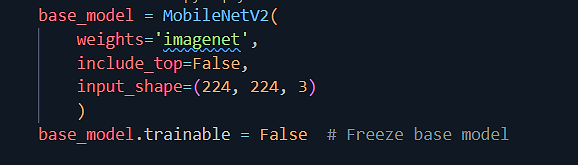 base_model = MobileNetV2(
    weights='imagenet',
    include_top=False,
    input_shape=(224, 224, 3)
    )
base_model.trainable = False  # Freeze base model